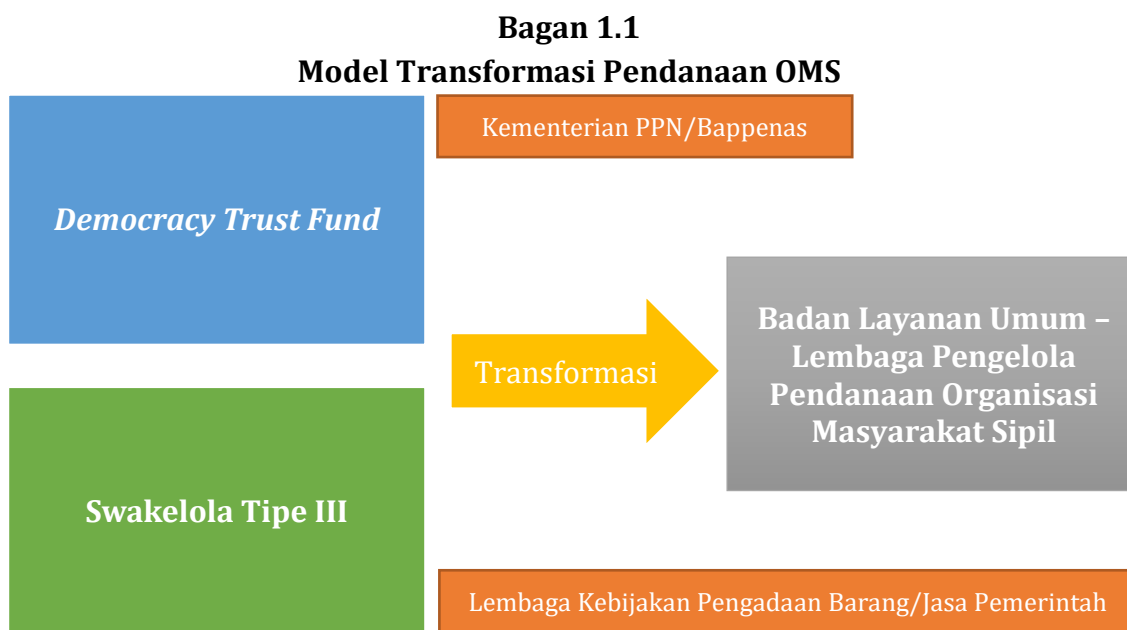 Bagan 1.1
Model Transformasi Pendanaan OMS
Kementerian PPN/Bappenas
Democracy Trust Fund
Transformasi
Badan Layanan Umum –
Lembaga Pengelola
Pendanaan Organisasi
Masyarakat Sipil
Swakelola Tipe III
Lembaga Kebijakan Pengadaan Barang/Jasa Pemerintah